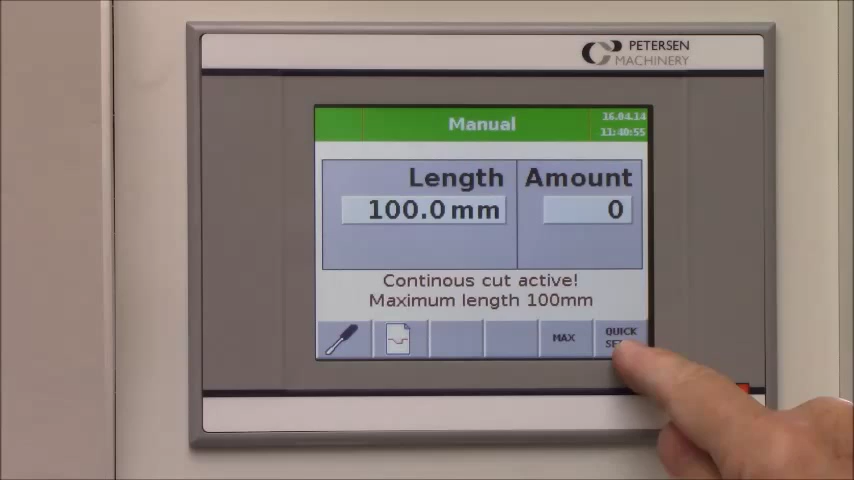 PETERSEN
MACHINERY
Manual
16.04.14
11:40:55
Length
Amount
100.0 mm
0
Continous cut active!
Maximum length 100mm
MAX
QUICK